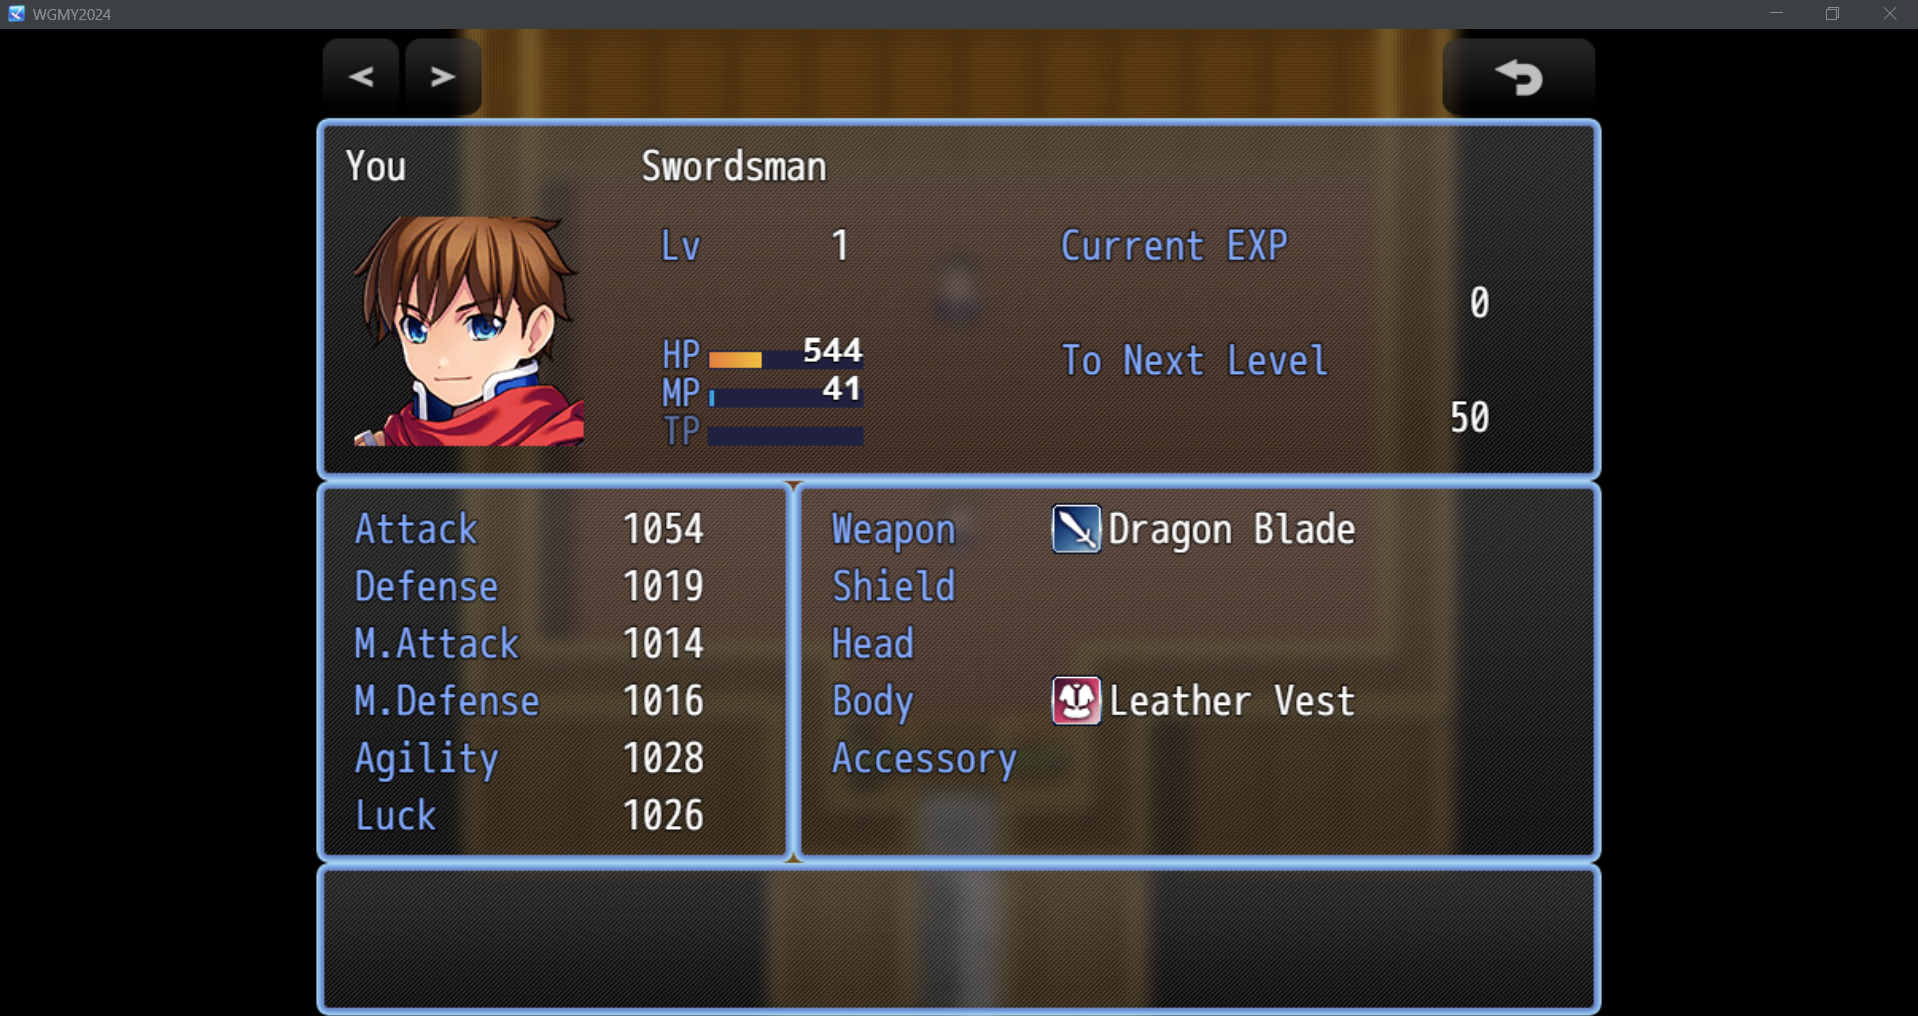 WGMY2024
You Swordsman
Lv 1 Current EXP
0
HP 544
To Next Level
MP 41
50
TP
Attack 1054
Defense 1019
M.Attack 1014
M.Defense 1016
Agility 1028
Luck 1026
Weapon Dragon Blade
Shield
Head
Body Leather Vest
Accessory